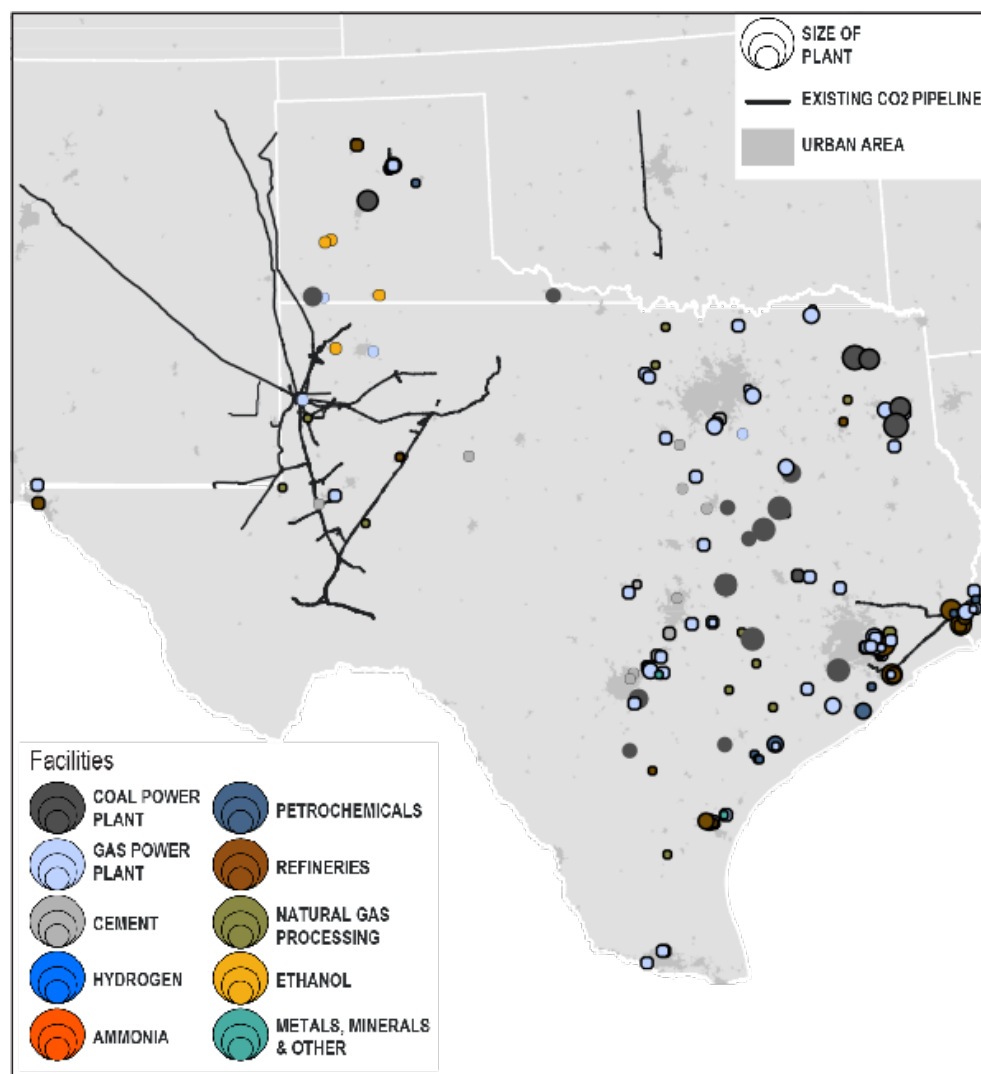 SIZE OF
PLANT
EXISTING CO2 PIPELINE
URBAN AREA
Facilities
COAL POWER
PLANT
PETROCHEMICALS
GAS POWER
PLANT
REFINERIES
CEMENT
NATURAL GAS
PROCESSING
HYDROGEN
ETHANOL
AMMONIA
METALS, MINERALS
& OTHER